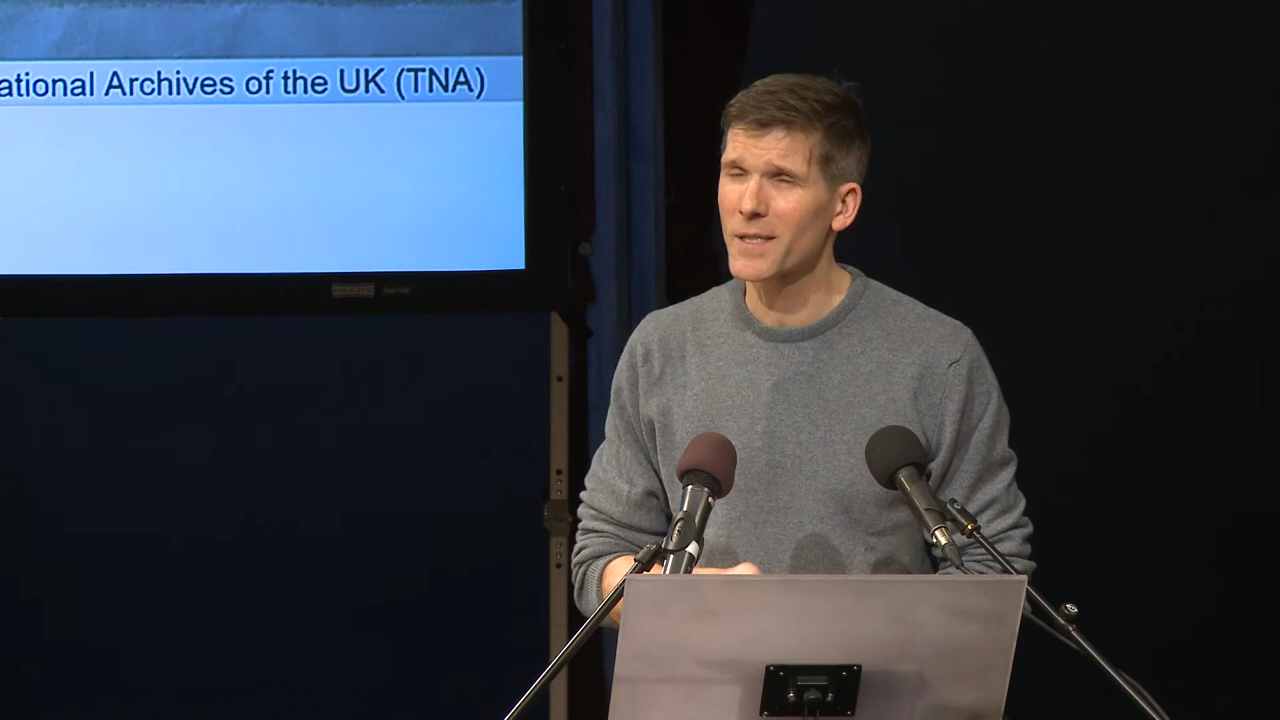 ational Archives of the UK (TNA)